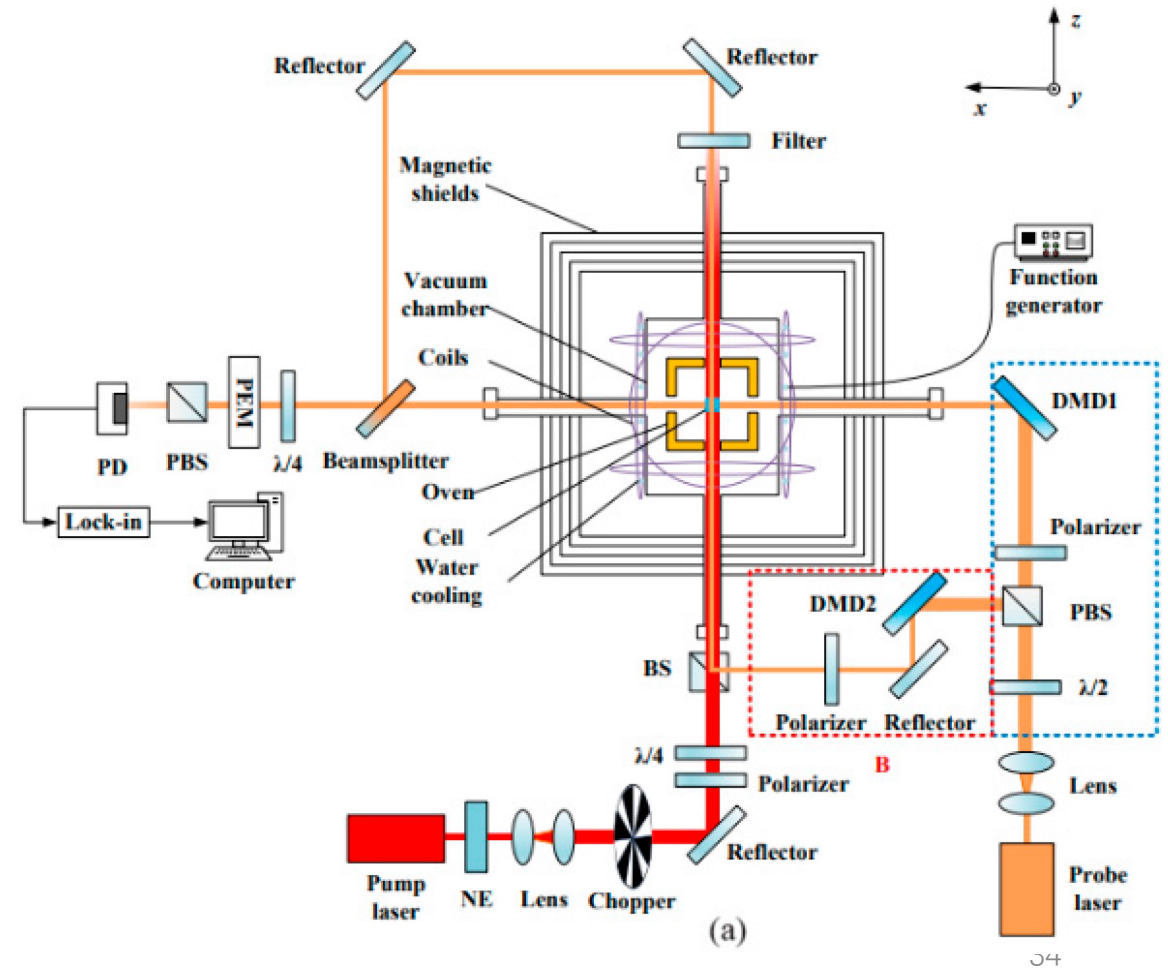 z
x
y
Reflector
Reflector
Filter
Magnetic
shields
Function
generator
Vacuum
chamber
Coils
DMD1
PEM
PD
PBS
λ/4
Beamsplitter
Oven
Lock-in
Cell
Computer
Water
cooling
Polarizer
DMD2
PBS
BS
λ/2
Polarizer
Reflector
B
λ/4
Polarizer
Lens
Reflector
Pump
laser
NE
Lens
Chopper
Probe
laser
(a)